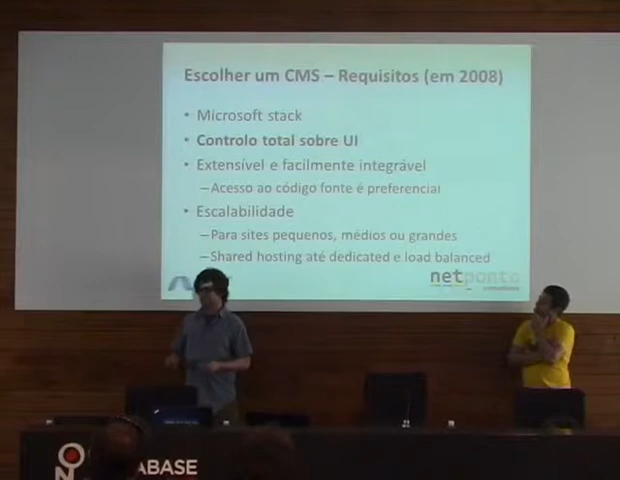 Escolher um CMS – Requisitos (em 2008)
• Microsoft stack
• Controlo total sobre UI
• Extensível e facilmente integrável
–Acesso ao código fonte é preferencial
• Escalabilidade
–Para sites pequenos, médios ou grandes
–Shared hosting até dedicated e load balanced
netponto
ABASE